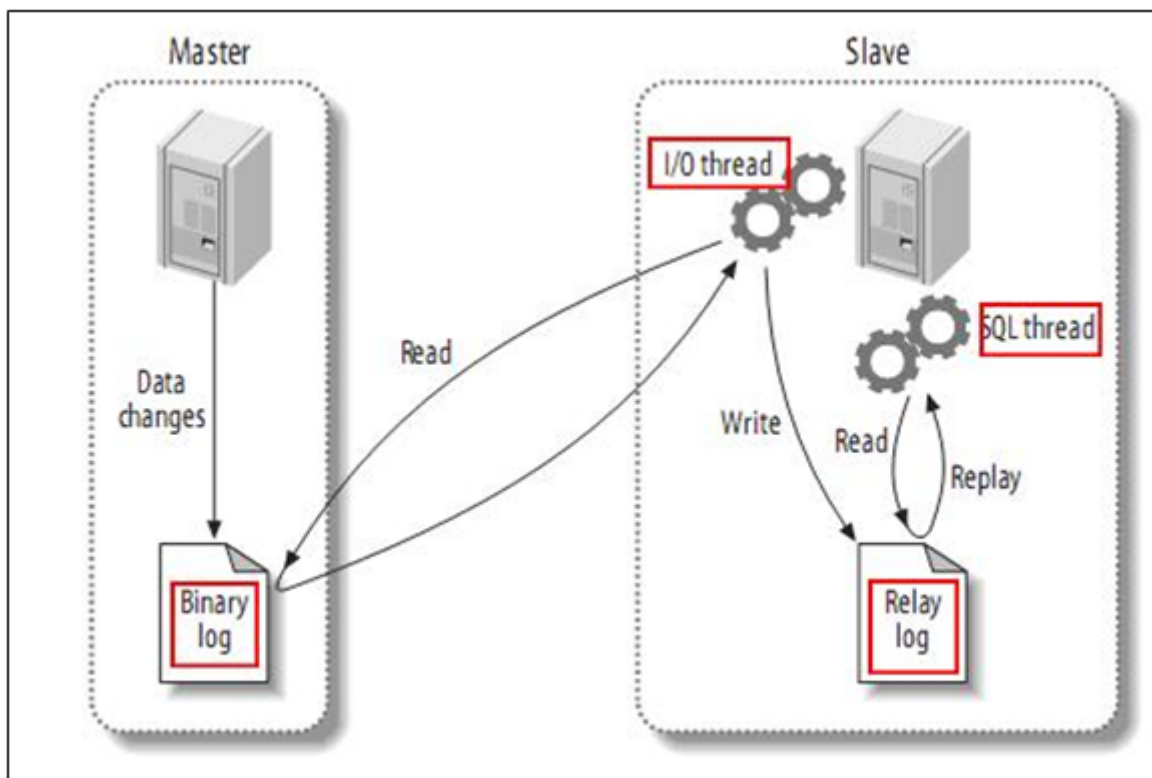 Master
Slave
I/O thread
SQL thread
Read
Data
changes
Write
Read
Replay
Binary
log
Relay
log